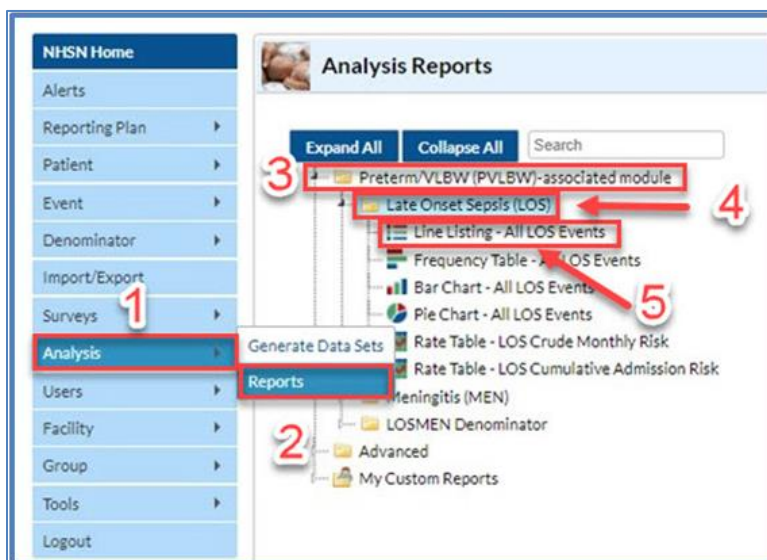 NHSN Home
Alerts
Reporting Plan
Patient
Event
Denominator
Import/Export
1
Surveys
Analysis
Users
Facility
Group
Tools
Logout
Generate Data Sets
Reports
2
Analysis Reports
Expand All
Collapse All
Search
3
Preterm/VLBW (PVLBW)-associated module
Late Onset Sepsis (LOS)
4
Line Listing - All LOS Events
Frequency Table - All LOS Events
5
Bar Chart - All LOS Events
Pie Chart - All LOS Events
Rate Table - LOS Crude Monthly Risk
Rate Table - LOS Cumulative Admission Risk
Meningitis (MEN)
LOSMEN Denominator
Advanced
My Custom Reports